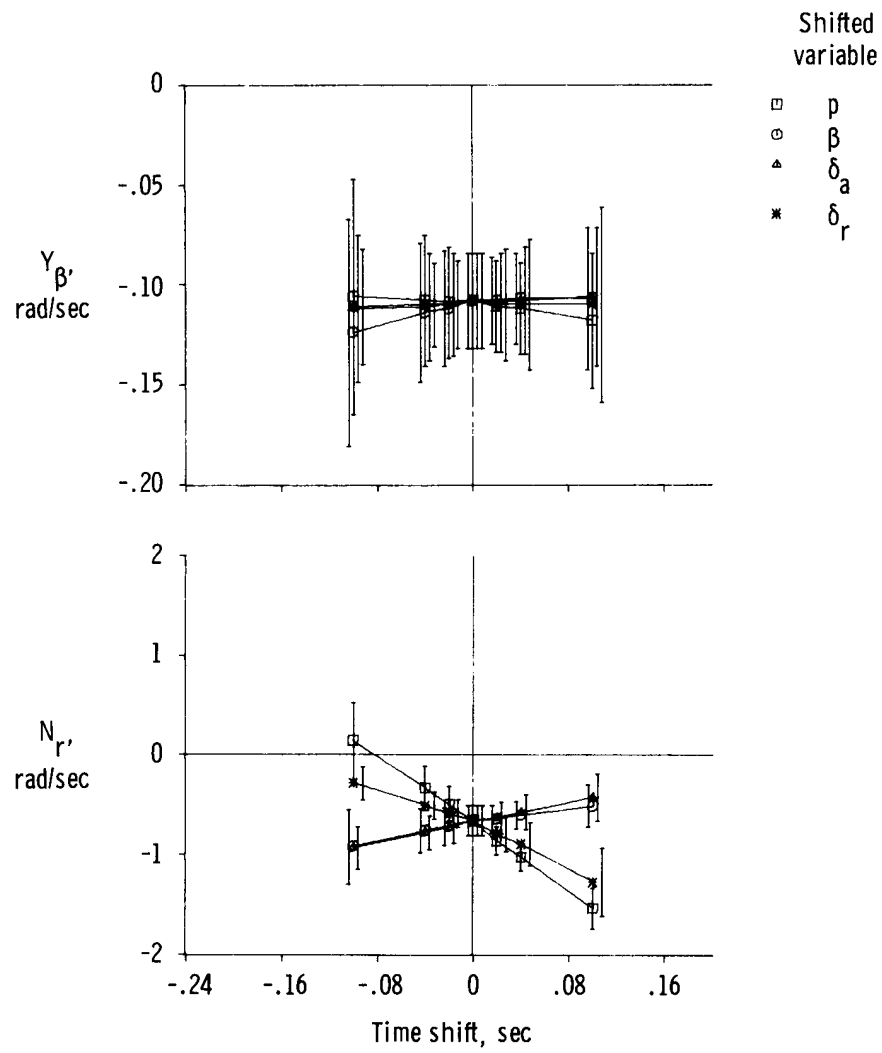 Shifted
variable
p
β
δa
δr
0
-.05
-.10
-.15
-.20
Yβ,
rad/sec
2
1
0
-1
-2
Nr,
rad/sec
-.24 -.16 -.08 0 .08 .16
Time shift, sec